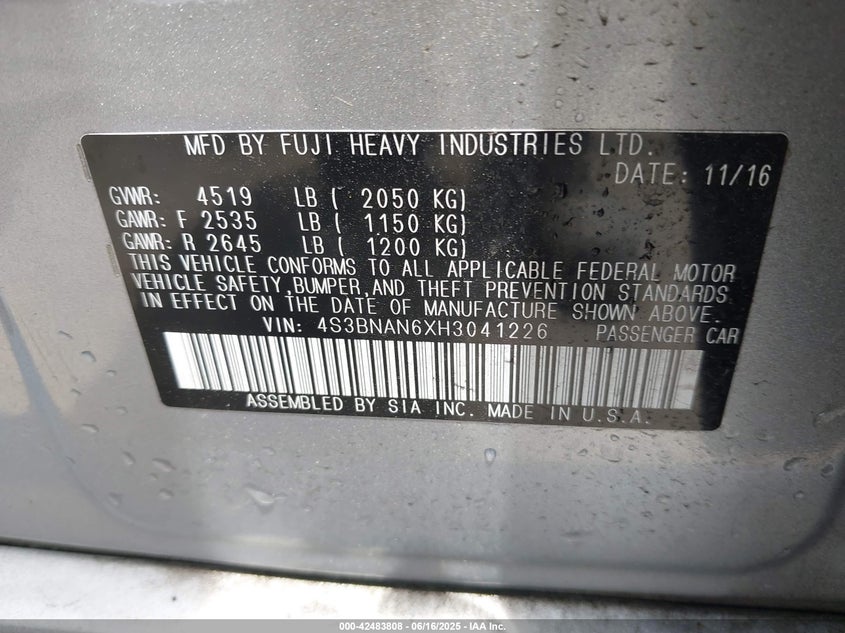 MFD BY FUJI HEAVY INDUSTRIES LTD.
DATE: 11/16
GVWR: 4519 LB ( 2050 KG)
GAWR: F 2535 LB ( 1150 KG)
GAWR: R 2645 LB ( 1200 KG)
THIS VEHICLE CONFORMS TO ALL APPLICABLE FEDERAL MOTOR
VEHICLE SAFETY,BUMPER,AND THEFT PREVENTION STANDARDS
IN EFFECT ON THE DATE OF MANUFACTURE SHOWN ABOVE.
VIN: 4S3BNAN6XH3041226 PASSENGER CAR
ASSEMBLED BY SIA INC. MADE IN U.S.A.
000-42483808 - 06/16/2025 - IAA Inc.